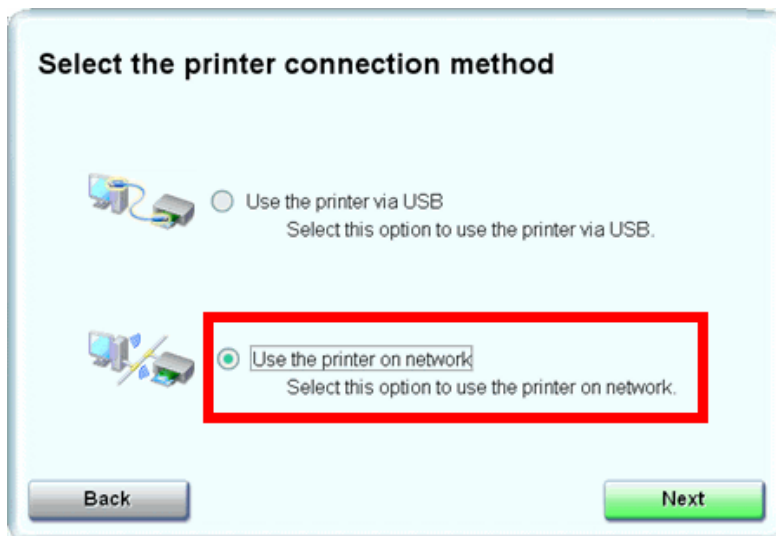 Select the printer connection method
Use the printer via USB
Select this option to use the printer via USB.
Use the printer on network
Select this option to use the printer on network.
Back
Next